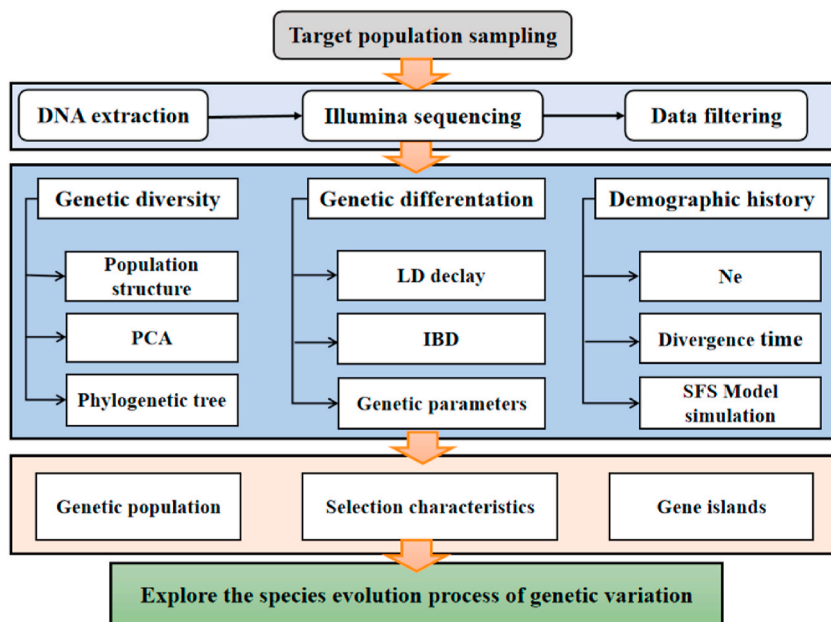 Target population sampling
DNA extraction
Illumina sequencing
Data filtering
Genetic diversity
Population
structure
PCA
Phylogenetic tree
Genetic differentation
LD declay
IBD
Genetic parameters
Demographic history
Ne
Divergence time
SFS Model
simulation
Genetic population
Selection characteristics
Gene islands
Explore the species evolution process of genetic variation